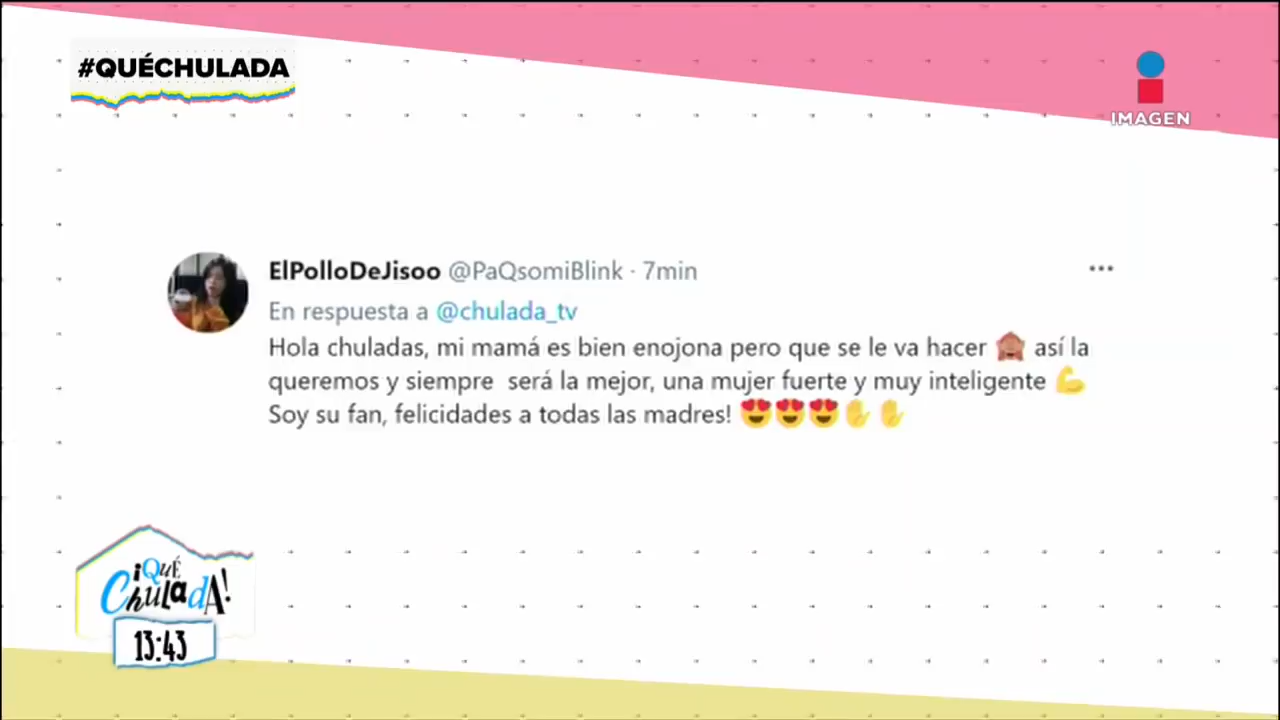 #QUÉCHULADA
IMAGEN
ElPolloDeJisoo @PaQsomiBlink · 7min
En respuesta a @chulada_tv
Hola chuladas, mi mamá es bien enojona pero que se le va hacer 🙈 así la
queremos y siempre será la mejor, una mujer fuerte y muy inteligente 💪
Soy su fan, felicidades a todas las madres! 😍😍😍✋✋
¡QuÉ
ChuladA!
13:43